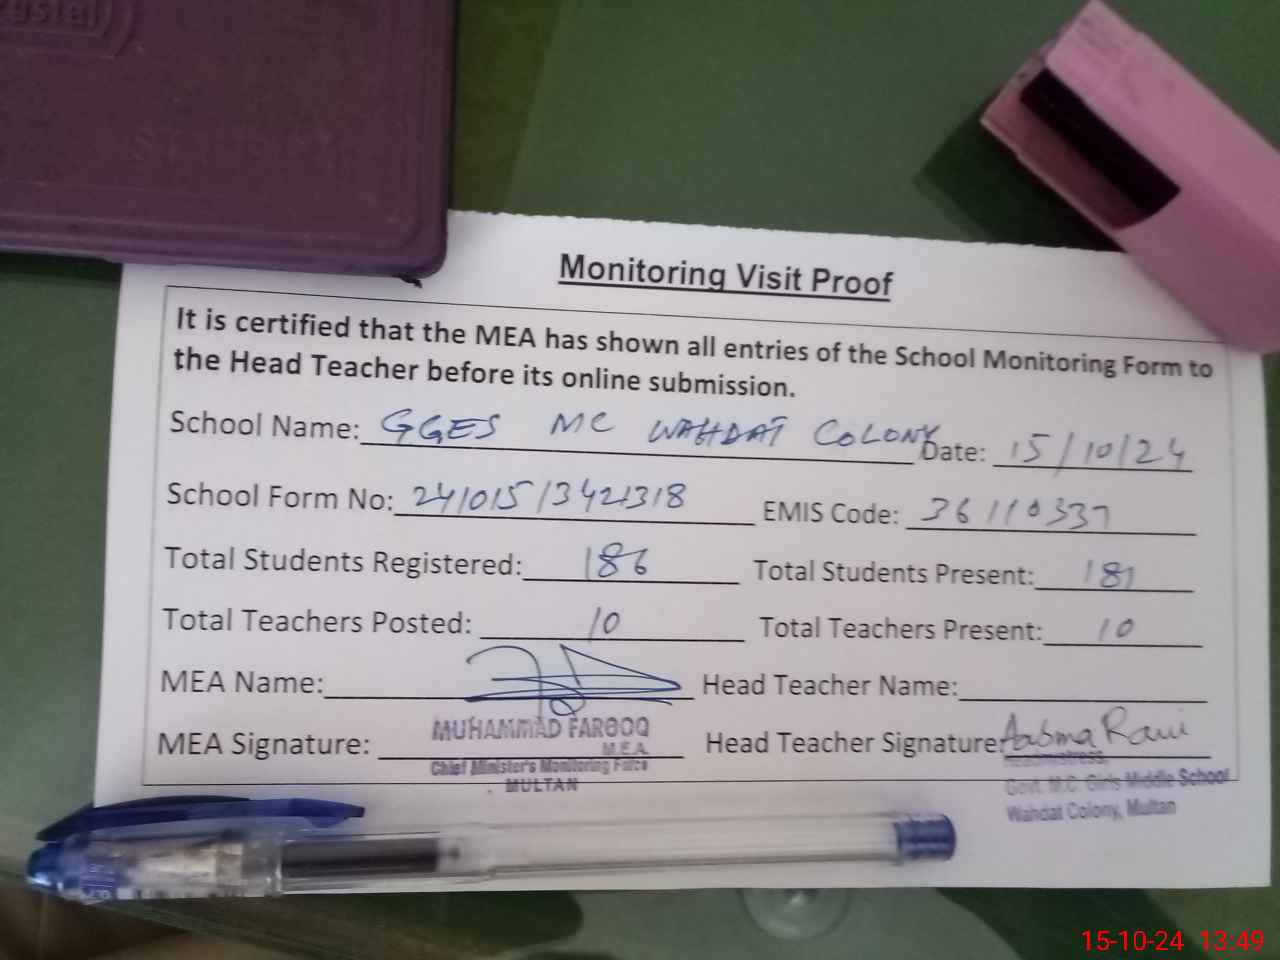 Monitoring Visit Proof
It is certified that the MEA has shown all entries of the School Monitoring Form to
the Head Teacher before its online submission.
School Name: GGES MC WAHDAT COLONY Date: 15/10/24
School Form No: 241015/3421318 EMIS Code: 36110337
Total Students Registered: 186 Total Students Present: 181
Total Teachers Posted: 10 Total Teachers Present: 10
MEA Name: Head Teacher Name:
MUHAMMAD FAROOQ
MEA Signature: M.E.A. Head Teacher Signature:
Chief Minister's Monitoring Force Headmistress,
MULTAN Govt. M.C. Girls Middle School
Wahdat Colony, Multan
15-10-24 13:49